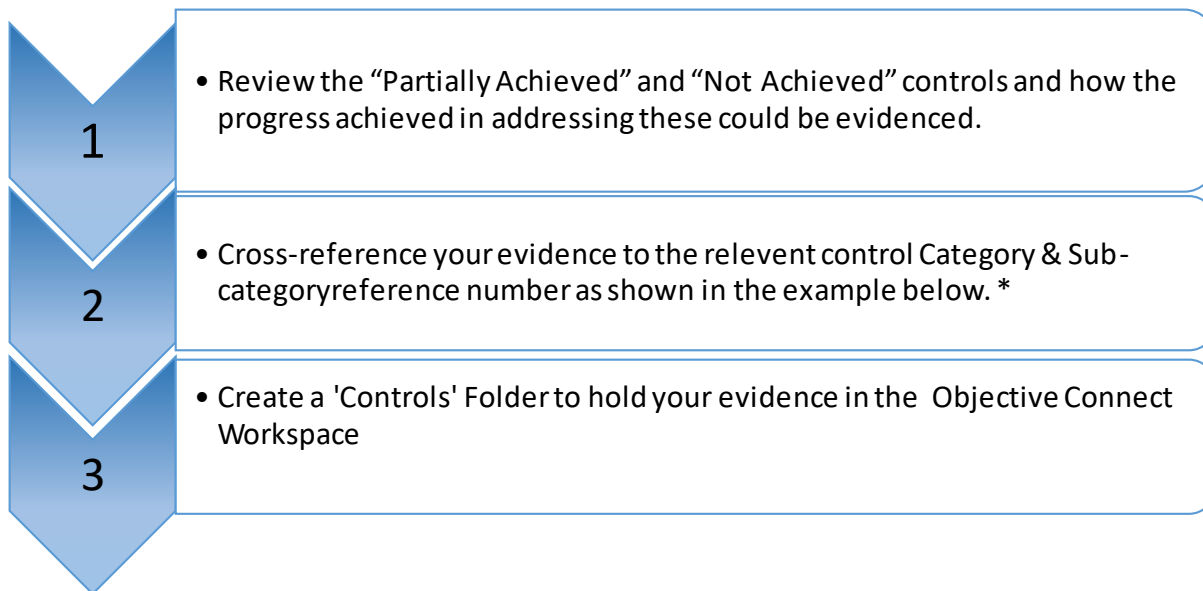 1
• Review the “Partially Achieved” and “Not Achieved” controls and how the
progress achieved in addressing these could be evidenced.
2
• Cross-reference your evidence to the relevent control Category & Sub-
categoryreference number as shown in the example below. *
3
• Create a 'Controls' Folder to hold your evidence in the Objective Connect
Workspace